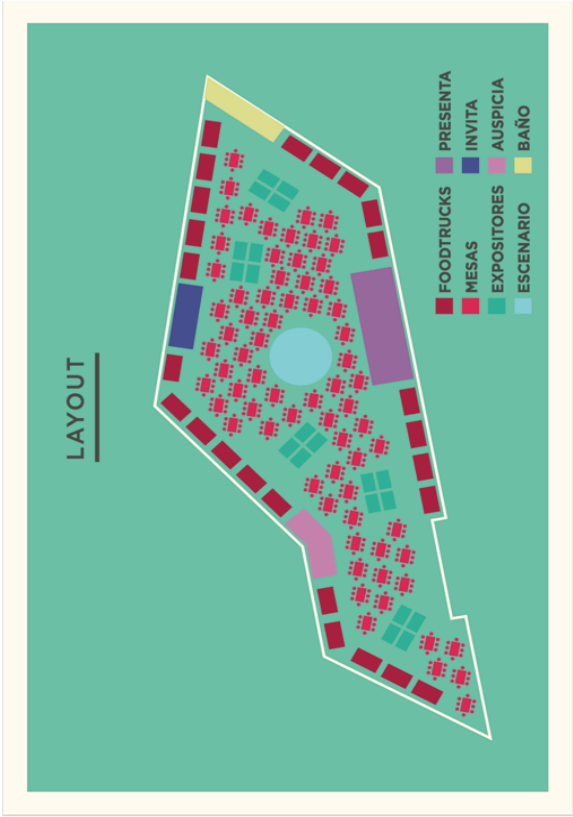 LAYOUT
FOODTRUCKS
MESAS
EXPOSITORES
ESCENARIO
PRESENTA
INVITA
AUSPICIA
BAÑO